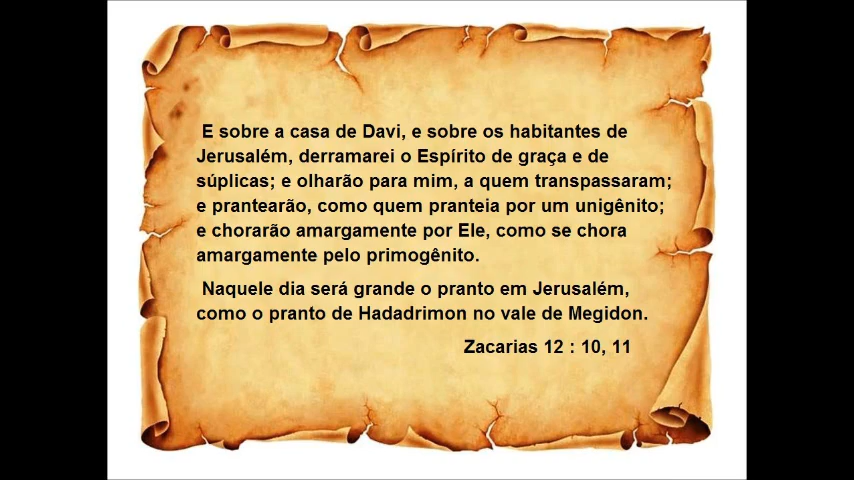 E sobre a casa de Davi, e sobre os habitantes de
Jerusalém, derramarei o Espírito de graça e de
súplicas; e olharão para mim, a quem transpassaram;
e prantearão, como quem pranteia por um unigênito;
e chorarão amargamente por Ele, como se chora
amargamente pelo primogênito.
Naquele dia será grande o pranto em Jerusalém,
como o pranto de Hadadrimon no vale de Megidon.
Zacarias 12 : 10, 11